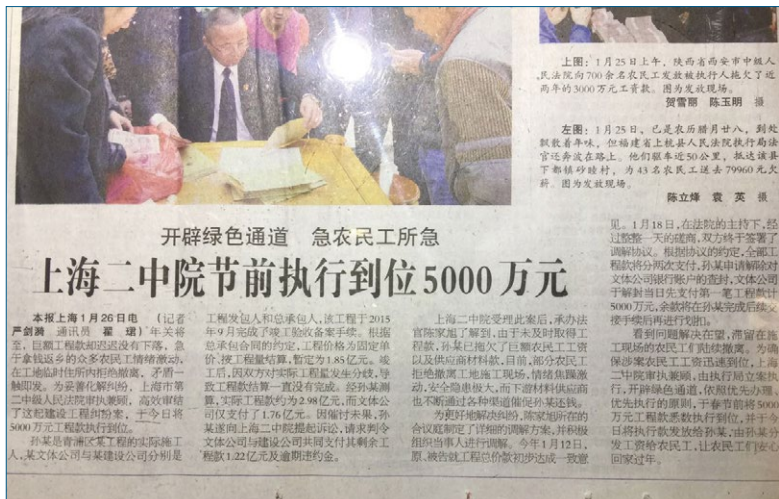 上图：1月25日上午，陕西省西安市中级人
民法院向700余名农民工发放被执行人拖欠了近
两年的3000万元工资款。图为发放现场。
贺雪丽 陈玉明 摄
左图：1月25日，已是农历腊月廿八，到处
飘散着年味，但福建省上杭县人民法院执行局法
官还奔波在路上。他们驱车近50公里，抵达该县
下都镇砂睦村，为43名农民工送去79960元欠
薪。图为发放现场。
陈立烽 袁英 摄
开辟绿色通道 急农民工所急
上海二中院节前执行到位5000万元
本报上海1月26日电 （记者
严剑漪 通讯员 翟珺）年关将
至，巨额工程款却迟迟没有下落，急
于拿钱返乡的众多农民工情绪激动，
在工地临时住所内拒绝撤离，矛盾一
触即发。为妥善化解纠纷，上海市第
二中级人民法院审执兼顾，高效审结
了这起建设工程纠纷案，于今日将
5000万元工程款执行到位。
孙某是青浦区某工程的实际施工
人，某文体公司与某建设公司分别是
工程发包人和总承包人，该工程于2015
年9月完成了竣工验收备案手续。根据
总承包合同的约定，工程价格为固定单
价，按工程量结算，暂定为1.85亿元。竣
工后，因双方对实际工程量发生分歧，导
致工程款结算一直没有完成。经孙某测
算，实际工程款约为2.98亿元，而文体公
司仅支付了1.76亿元。因催付未果，孙某
遂向上海二中院提起诉讼，请求判令
文体公司与建设公司共同支付其剩余工
程款1.22亿元及逾期违约金。
上海二中院受理此案后，承办法
官陈家旭了解到，由于未及时取得工
程款，孙某已拖欠了巨额农民工工资
以及供应商材料款，目前，部分农民工
拒绝撤离工地施工现场，情绪焦躁激
动，安全隐患极大，而下游材料供应商
也不断通过各种渠道催促孙某还钱。
为更好地解决纠纷，陈家旭所在的
合议庭制定了详细的调解方案，并积极
组织当事人进行调解。今年1月12日，
原、被告就工程总价款初步达成一致意
见。1月18日，在法院的主持下，经
过整整一天的磋商，双方终于签署了
调解协议。根据协议的约定，全部工
程款将分两次支付，孙某申请解除对
文体公司银行账户的查封，文体公司
于解封当日先支付第一笔工程款计
5000万元，余款将在孙某完成后续交
接手续后再进行划扣。
看到问题解决在望，滞留在施
工现场的农民工们陆续撤离。为确
保涉案农民工工资迅速到位，上海
二中院审执兼顾，由执行局立案执
行，开辟绿色通道，依照优先办理、
优先执行的原则，于春节前将5000
万元工程款悉数执行到位，并于今
日将执行款发放给孙某，由孙某分
发工资给农民工，让农民工们安心
回家过年。